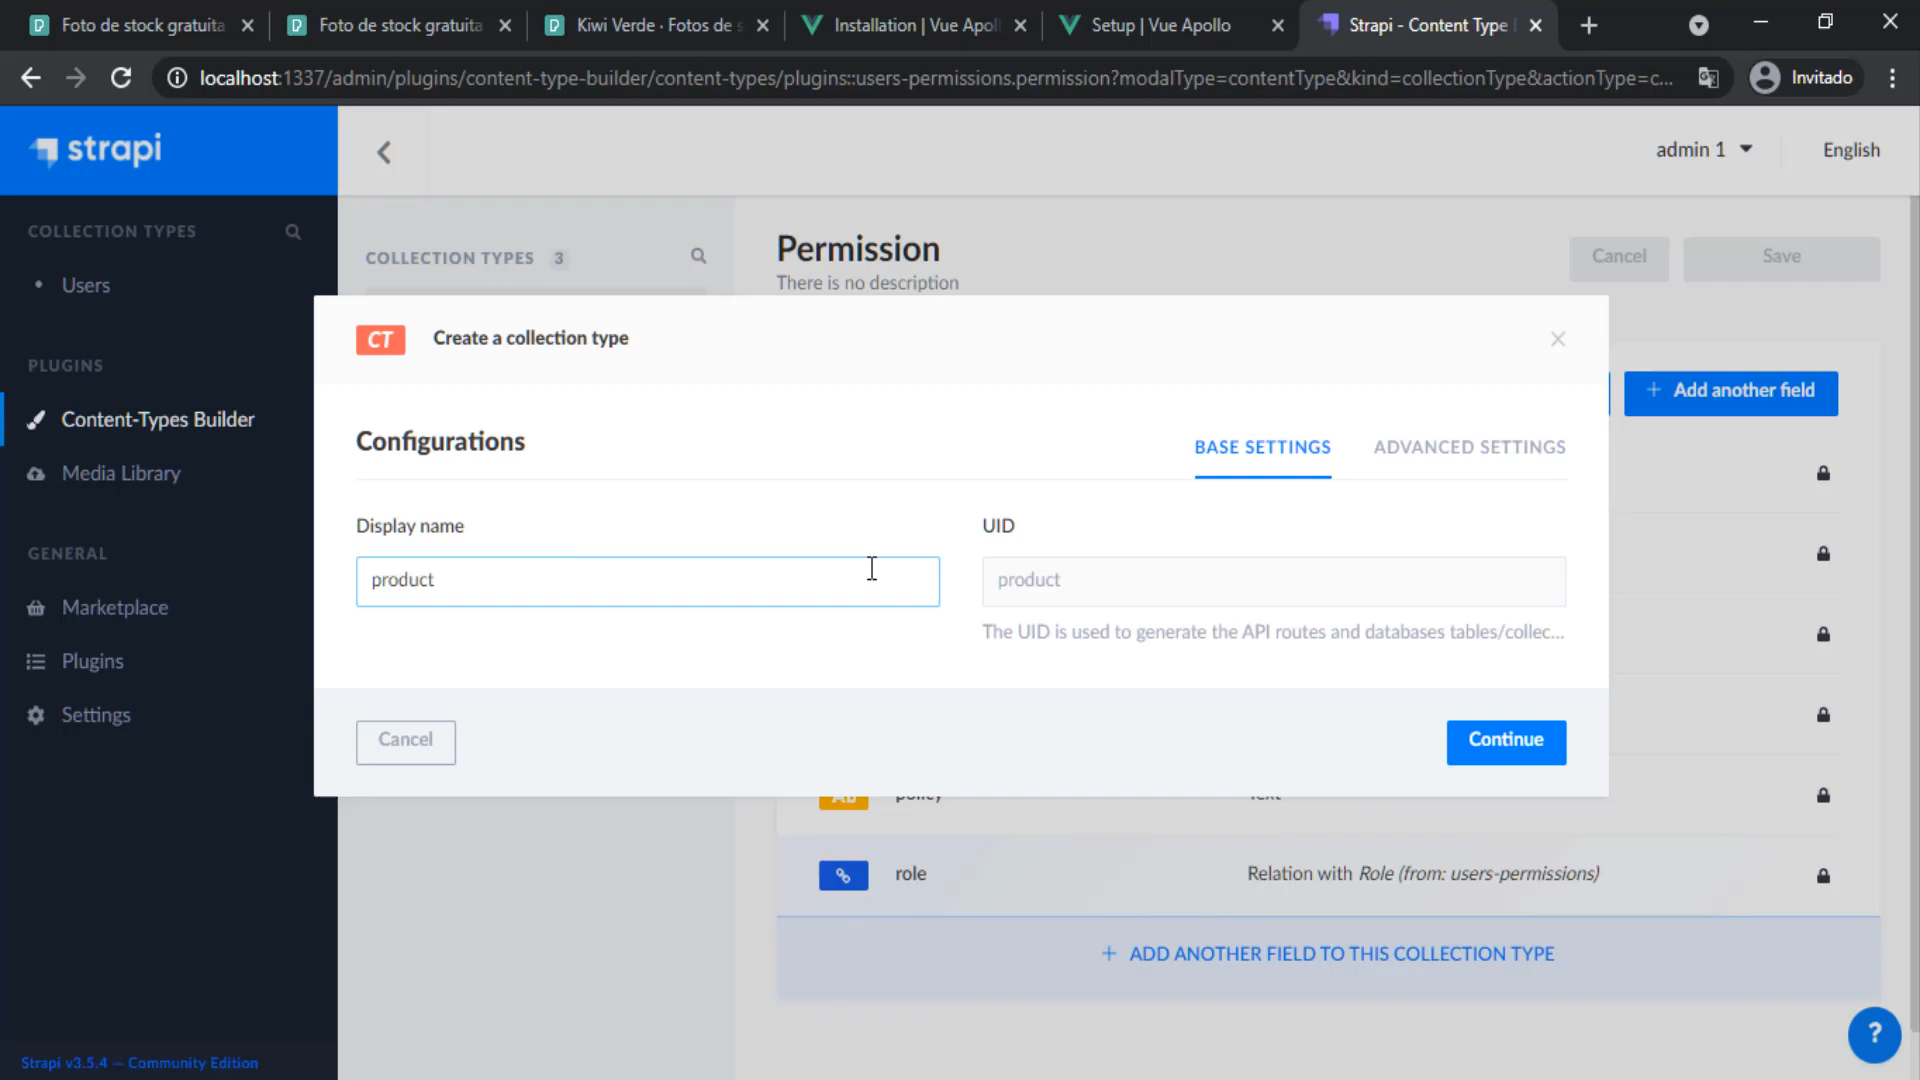 Foto de stock gratuita
Foto de stock gratuita
Kiwi Verde · Fotos de s
Installation | Vue Apol
Setup | Vue Apollo
Strapi - Content Type
localhost:1337/admin/plugins/content-type-builder/content-types/plugins::users-permissions.permission?modalType=contentType&kind=collectionType&actionType=c...
Invitado
strapi
admin 1
English
COLLECTION TYPES
Users
PLUGINS
Content-Types Builder
Media Library
GENERAL
Marketplace
Plugins
Settings
Strapi v3.5.4 — Community Edition
COLLECTION TYPES 3
Permission
There is no description
Cancel
Save
+ Add another field
CT
Create a collection type
Configurations
BASE SETTINGS
ADVANCED SETTINGS
Display name
product
UID
product
The UID is used to generate the API routes and databases tables/collec...
Cancel
Continue
Ab policy Text
role
Relation with Role (from: users-permissions)
+ ADD ANOTHER FIELD TO THIS COLLECTION TYPE
?